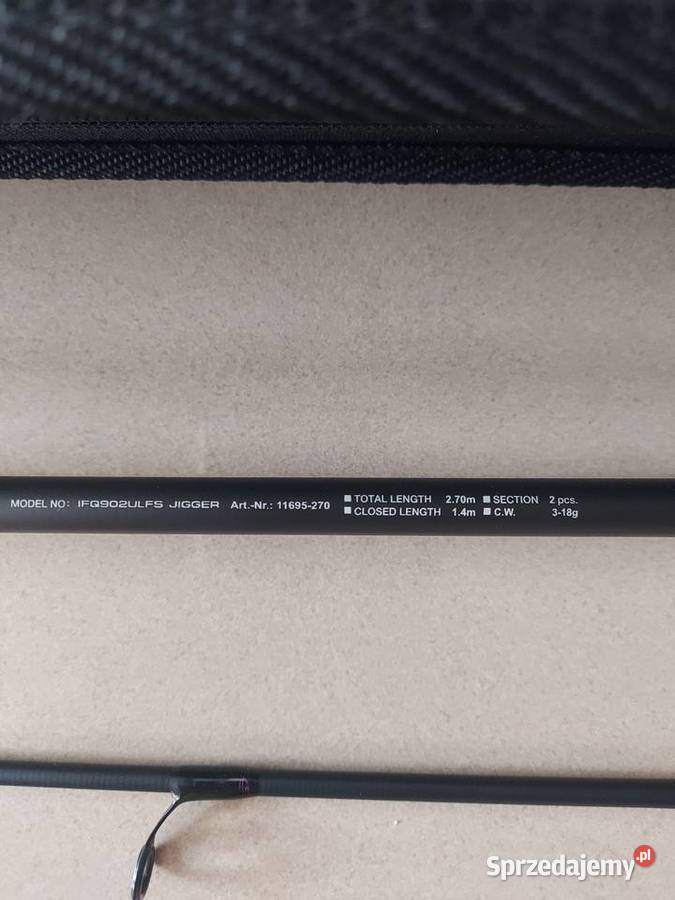 MODEL NO: IFQ902ULFS JIGGER Art.-Nr.: 11695-270 ■ TOTAL LENGTH 2.70m ■ SECTION 2 pcs.
■ CLOSED LENGTH 1.4m ■ C.W. 3-18g
Sprzedajemy.pl